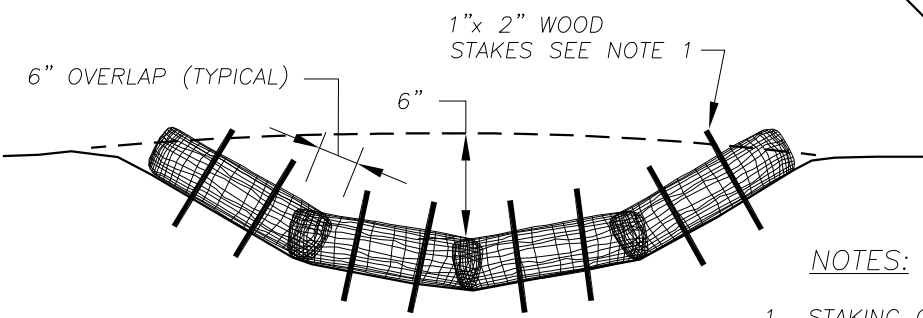 1”x 2” WOOD
STAKES SEE NOTE 1
6” OVERLAP (TYPICAL)
6”
NOTES:
1. STAKING